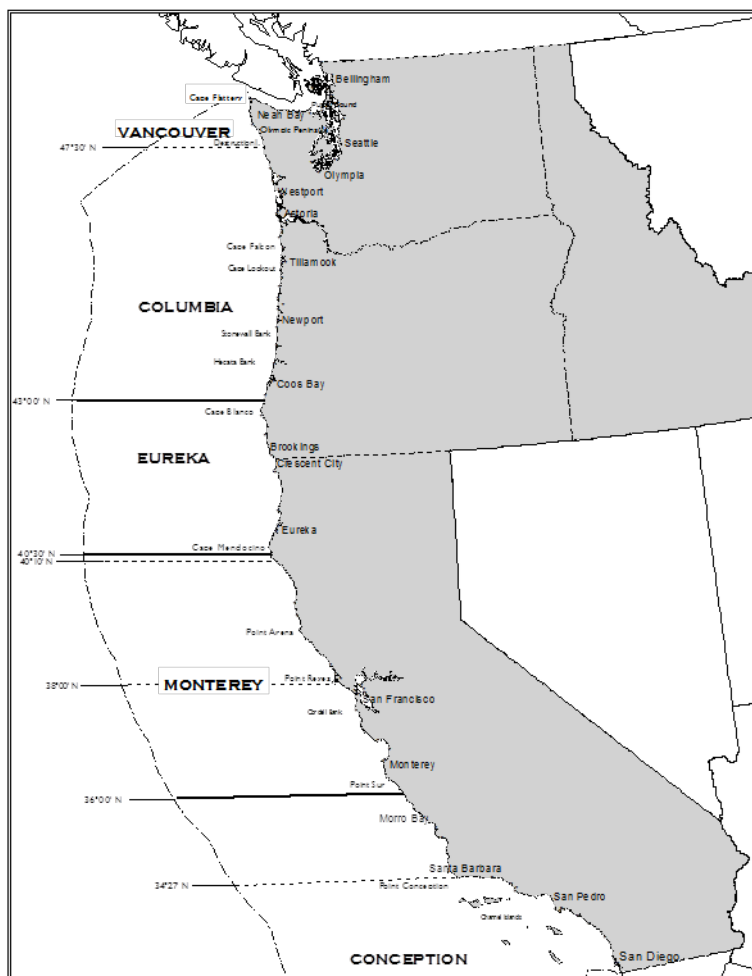 Bellingham
Cape Flattery
Neah Bay
VANCOUVER
47°30' N
Seattle
Olympia
Westport
Astoria
Cape Falcon
Tillamook
Cape Lookout
COLUMBIA
Newport
Stonewall Bank
Heceta Bank
Coos Bay
43°00' N
Cape Blanco
Brookings
EUREKA
Crescent City
Eureka
Cape Mendocino
40°30' N
40°10' N
Point Arena
Point Reyes
38°00' N
MONTEREY
San Francisco
Cordell Bank
Monterey
Point Sur
36°00' N
Morro Bay
Santa Barbara
34°27' N
Point Conception
San Pedro
Channel Islands
CONCEPTION
San Diego